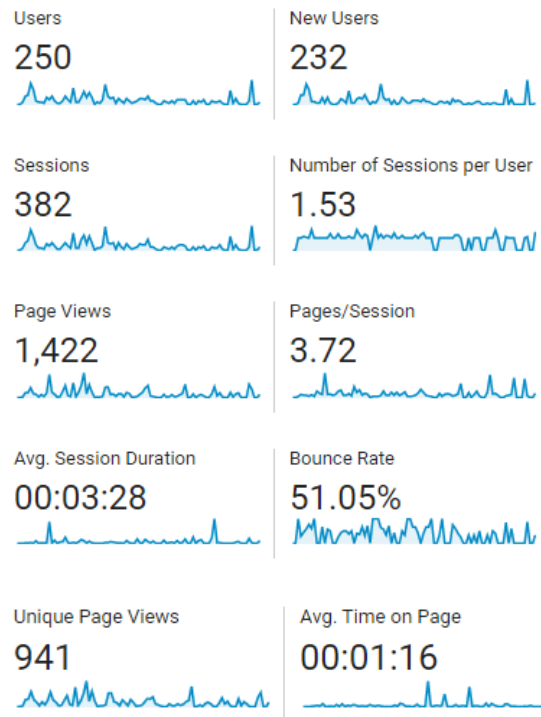 Users
250
New Users
232
Sessions
382
Number of Sessions per User
1.53
Page Views
1,422
Pages/Session
3.72
Avg. Session Duration
00:03:28
Bounce Rate
51.05%
Unique Page Views
941
Avg. Time on Page
00:01:16